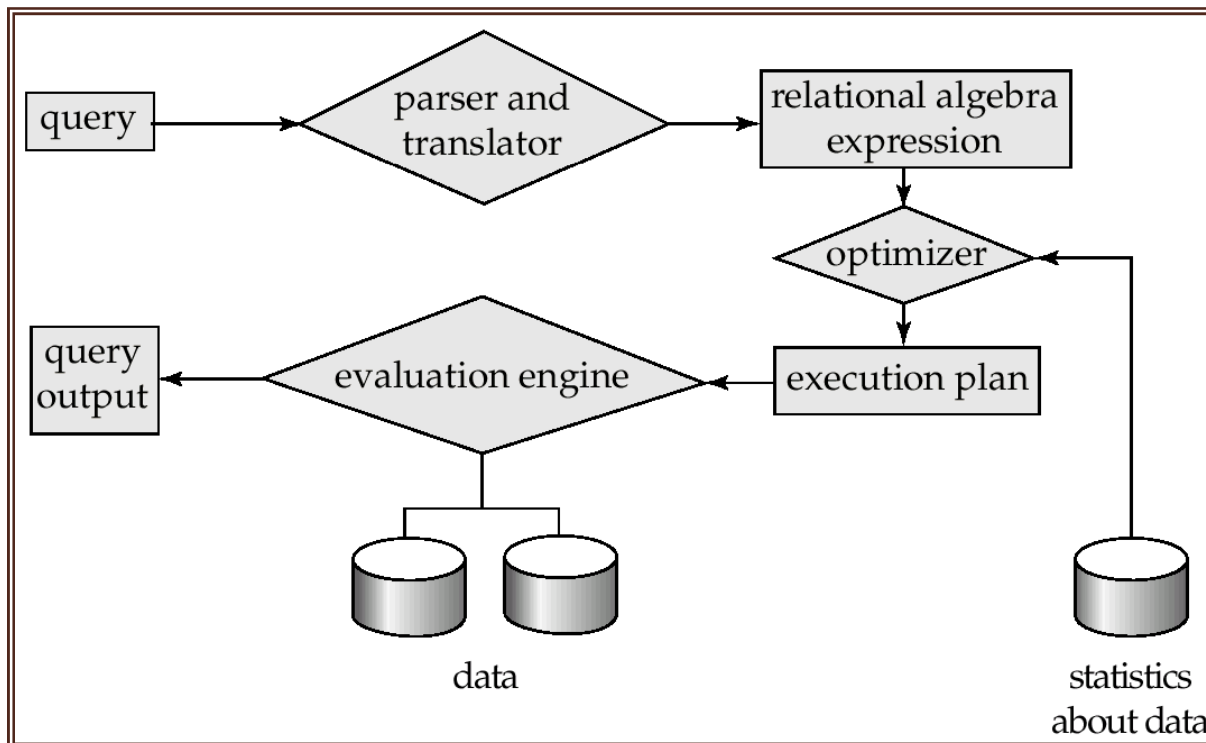 query
parser and
translator
relational algebra
expression
optimizer
query
output
evaluation engine
execution plan
data
statistics
about data